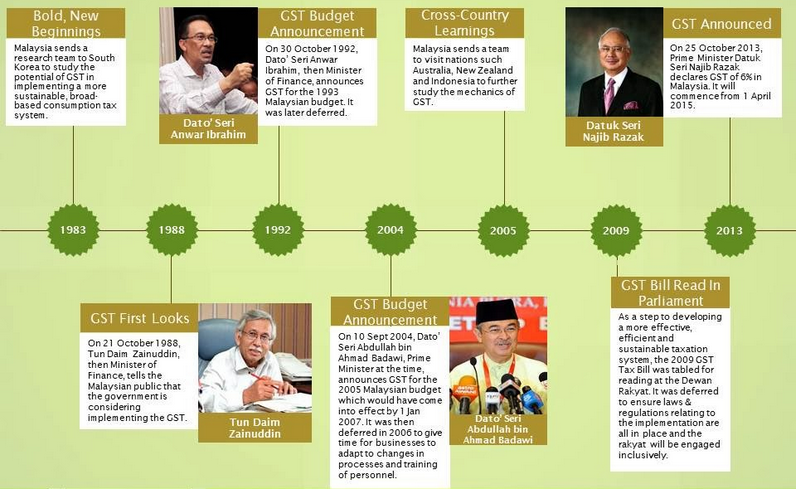 Bold, New
Beginnings
Malaysia sends a
research team to South
Korea to study the
potential of GST in
implementing a more
sustainable, broad-
based consumption tax
system.
Dato' Seri
Anwar Ibrahim
GST Budget
Announcement
On 30 October 1992,
Dato' Seri Anwar
Ibrahim, then Minister
of Finance, announces
GST for the 1993
Malaysian budget. It
was later deferred.
Cross-Country
Learnings
Malaysia sends a team
to visit nations such
Australia, New Zealand
and Indonesia to further
study the mechanics of
GST.
Datuk Seri
Najib Razak
GST Announced
On 25 October 2013,
Prime Minister Datuk
Seri Najib Razak
declares GST of 6% in
Malaysia. It will
commence from 1 April
2015.
1983
1988
1992
2004
2005
2009
2013
GST First Looks
On 21 October 1988,
Tun Daim Zainuddin,
then Minister of
Finance, tells the
Malaysian public that
the government is
considering
implementing the GST.
Tun Daim
Zainuddin
GST Budget
Announcement
On 10 Sept 2004, Dato'
Seri Abdullah bin
Ahmad Badawi, Prime
Minister at the time,
announces GST for the
2005 Malaysian budget
which would have come
into effect by 1 Jan
2007. It was then
deferred in 2006 to give
time for businesses to
adapt to changes in
processes and training
of personnel.
Dato' Seri
Abdullah bin
Ahmad Badawi
GST Bill Read In
Parliament
As a step to developing
a more effective,
efficient and
sustainable taxation
system, the 2009 GST
Tax Bill was tabled for
reading at the Dewan
Rakyat. It was deferred
to ensure laws &
regulations relating to
the implementation are
all in place and the
rakyat will be engaged
inclusively.